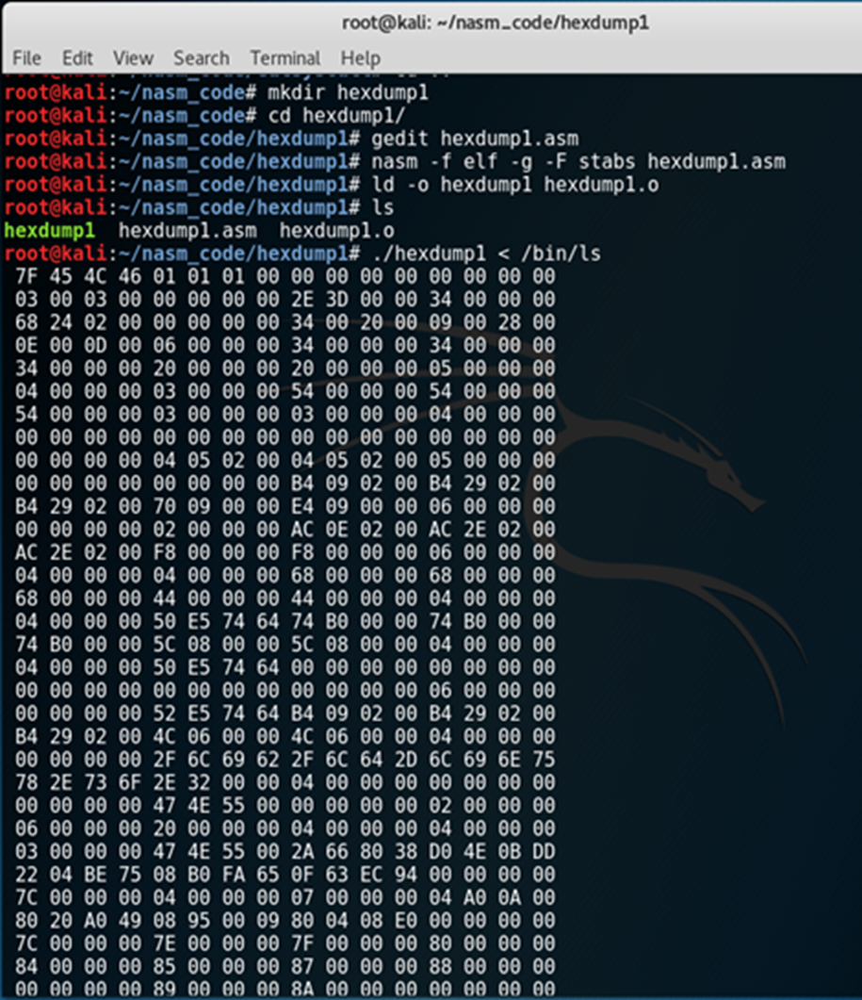 root@kali: ~/nasm_code/hexdump1
File Edit View Search Terminal Help
root@kali:~/nasm_code# mkdir hexdump1
root@kali:~/nasm_code# cd hexdump1/
root@kali:~/nasm_code/hexdump1# gedit hexdump1.asm
root@kali:~/nasm_code/hexdump1# nasm -f elf -g -F stabs hexdump1.asm
root@kali:~/nasm_code/hexdump1# ld -o hexdump1 hexdump1.o
root@kali:~/nasm_code/hexdump1# ls
hexdump1  hexdump1.asm  hexdump1.o
root@kali:~/nasm_code/hexdump1# ./hexdump1 < /bin/ls
7F 45 4C 46 01 01 01 00 00 00 00 00 00 00 00 00
03 00 03 00 00 00 00 00 2E 3D 00 00 34 00 00 00
68 24 02 00 00 00 00 00 34 00 20 00 09 00 28 00
0E 00 0D 00 06 00 00 00 34 00 00 00 34 00 00 00
34 00 00 00 20 00 00 00 20 00 00 00 05 00 00 00
04 00 00 00 03 00 00 00 54 00 00 00 54 00 00 00
54 00 00 00 03 00 00 00 03 00 00 00 04 00 00 00
00 00 00 00 00 00 00 00 00 00 00 00 00 00 00 00
00 00 00 00 04 05 02 00 04 05 02 00 05 00 00 00
00 00 00 00 00 00 00 00 B4 09 02 00 B4 29 02 00
B4 29 02 00 70 09 00 00 E4 09 00 00 06 00 00 00
00 00 00 00 02 00 00 00 AC 0E 02 00 AC 2E 02 00
AC 2E 02 00 F8 00 00 00 F8 00 00 00 06 00 00 00
04 00 00 00 04 00 00 00 68 00 00 00 68 00 00 00
68 00 00 00 44 00 00 00 44 00 00 00 04 00 00 00
04 00 00 00 50 E5 74 64 74 B0 00 00 74 B0 00 00
74 B0 00 00 5C 08 00 00 5C 08 00 00 04 00 00 00
04 00 00 00 50 E5 74 64 00 00 00 00 00 00 00 00
00 00 00 00 00 00 00 00 00 00 00 00 06 00 00 00
00 00 00 00 52 E5 74 64 B4 09 02 00 B4 29 02 00
B4 29 02 00 4C 06 00 00 4C 06 00 00 04 00 00 00
00 00 00 00 2F 6C 69 62 2F 6C 64 2D 6C 69 6E 75
78 2E 73 6F 2E 32 00 00 04 00 00 00 00 00 00 00
00 00 00 00 47 4E 55 00 00 00 00 00 02 00 00 00
06 00 00 00 20 00 00 00 04 00 00 00 04 00 00 00
03 00 00 00 47 4E 55 00 2A 66 80 38 D0 4E 0B DD
22 04 BE 75 08 B0 FA 65 0F 63 EC 94 00 00 00 00
7C 00 00 00 04 00 00 00 07 00 00 00 04 A0 0A 00
80 20 A0 49 08 95 00 09 80 04 08 E0 00 00 00 00
7C 00 00 00 7E 00 00 00 7F 00 00 00 80 00 00 00
84 00 00 00 85 00 00 00 87 00 00 00 88 00 00 00
00 00 00 00 89 00 00 00 8A 00 00 00 00 00 00 00